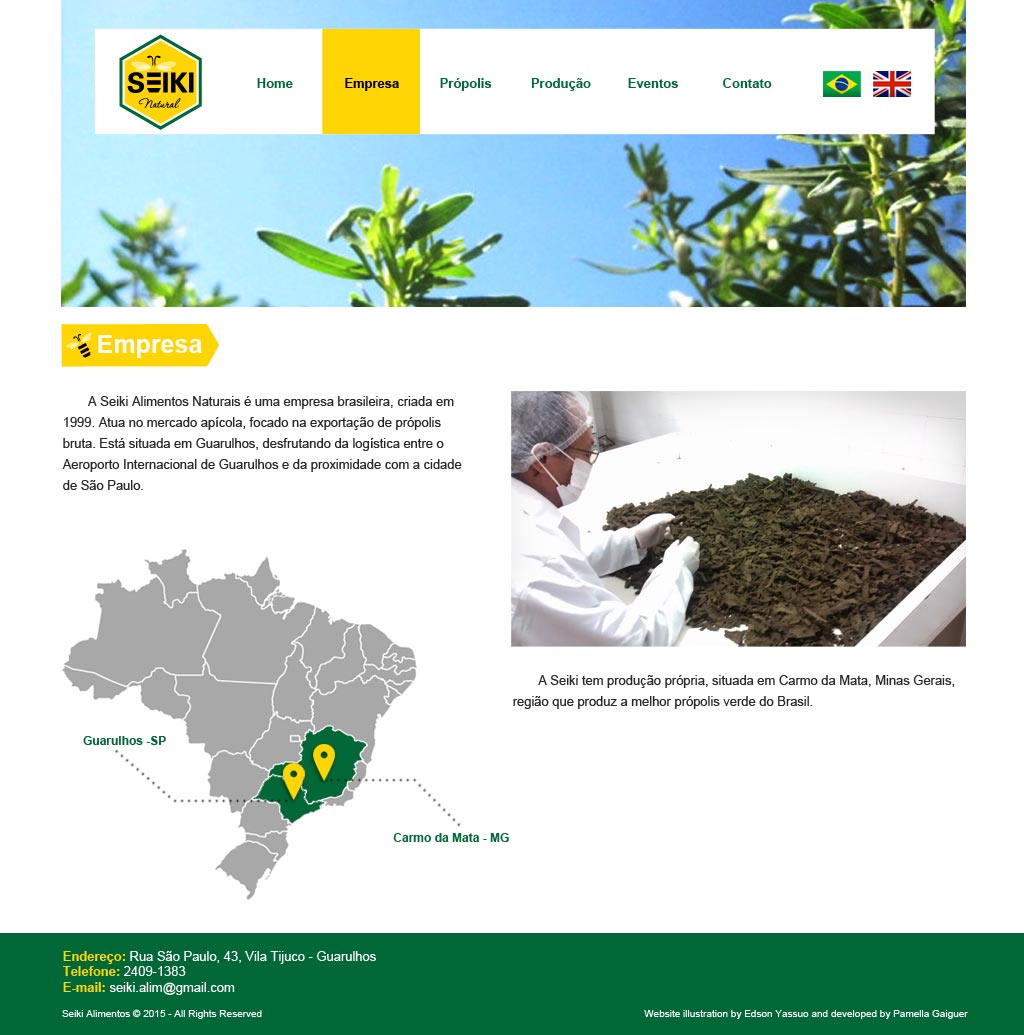 SEIKI
Natural
Home Empresa Própolis Produção Eventos Contato
Empresa
A Seiki Alimentos Naturais é uma empresa brasileira, criada em
1999. Atua no mercado apícola, focado na exportação de própolis
bruta. Está situada em Guarulhos, desfrutando da logística entre o
Aeroporto Internacional de Guarulhos e da proximidade com a cidade
de São Paulo.
A Seiki tem produção própria, situada em Carmo da Mata, Minas Gerais,
região que produz a melhor própolis verde do Brasil.
Guarulhos -SP
Carmo da Mata - MG
Endereço: Rua São Paulo, 43, Vila Tijuco - Guarulhos
Telefone: 2409-1383
E-mail: seiki.alim@gmail.com
Seiki Alimentos © 2015 - All Rights Reserved
Website illustration by Edson Yassuo and developed by Pamella Gaiguer